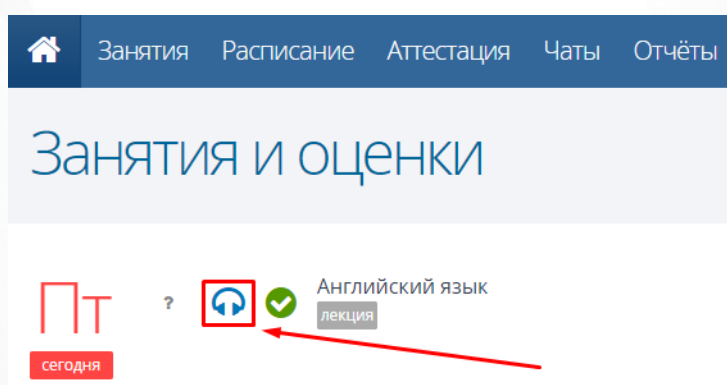 Занятия Расписание Аттестация Чаты Отчёты
Занятия и оценки
Пт ? Английский язык
лекция
сегодня